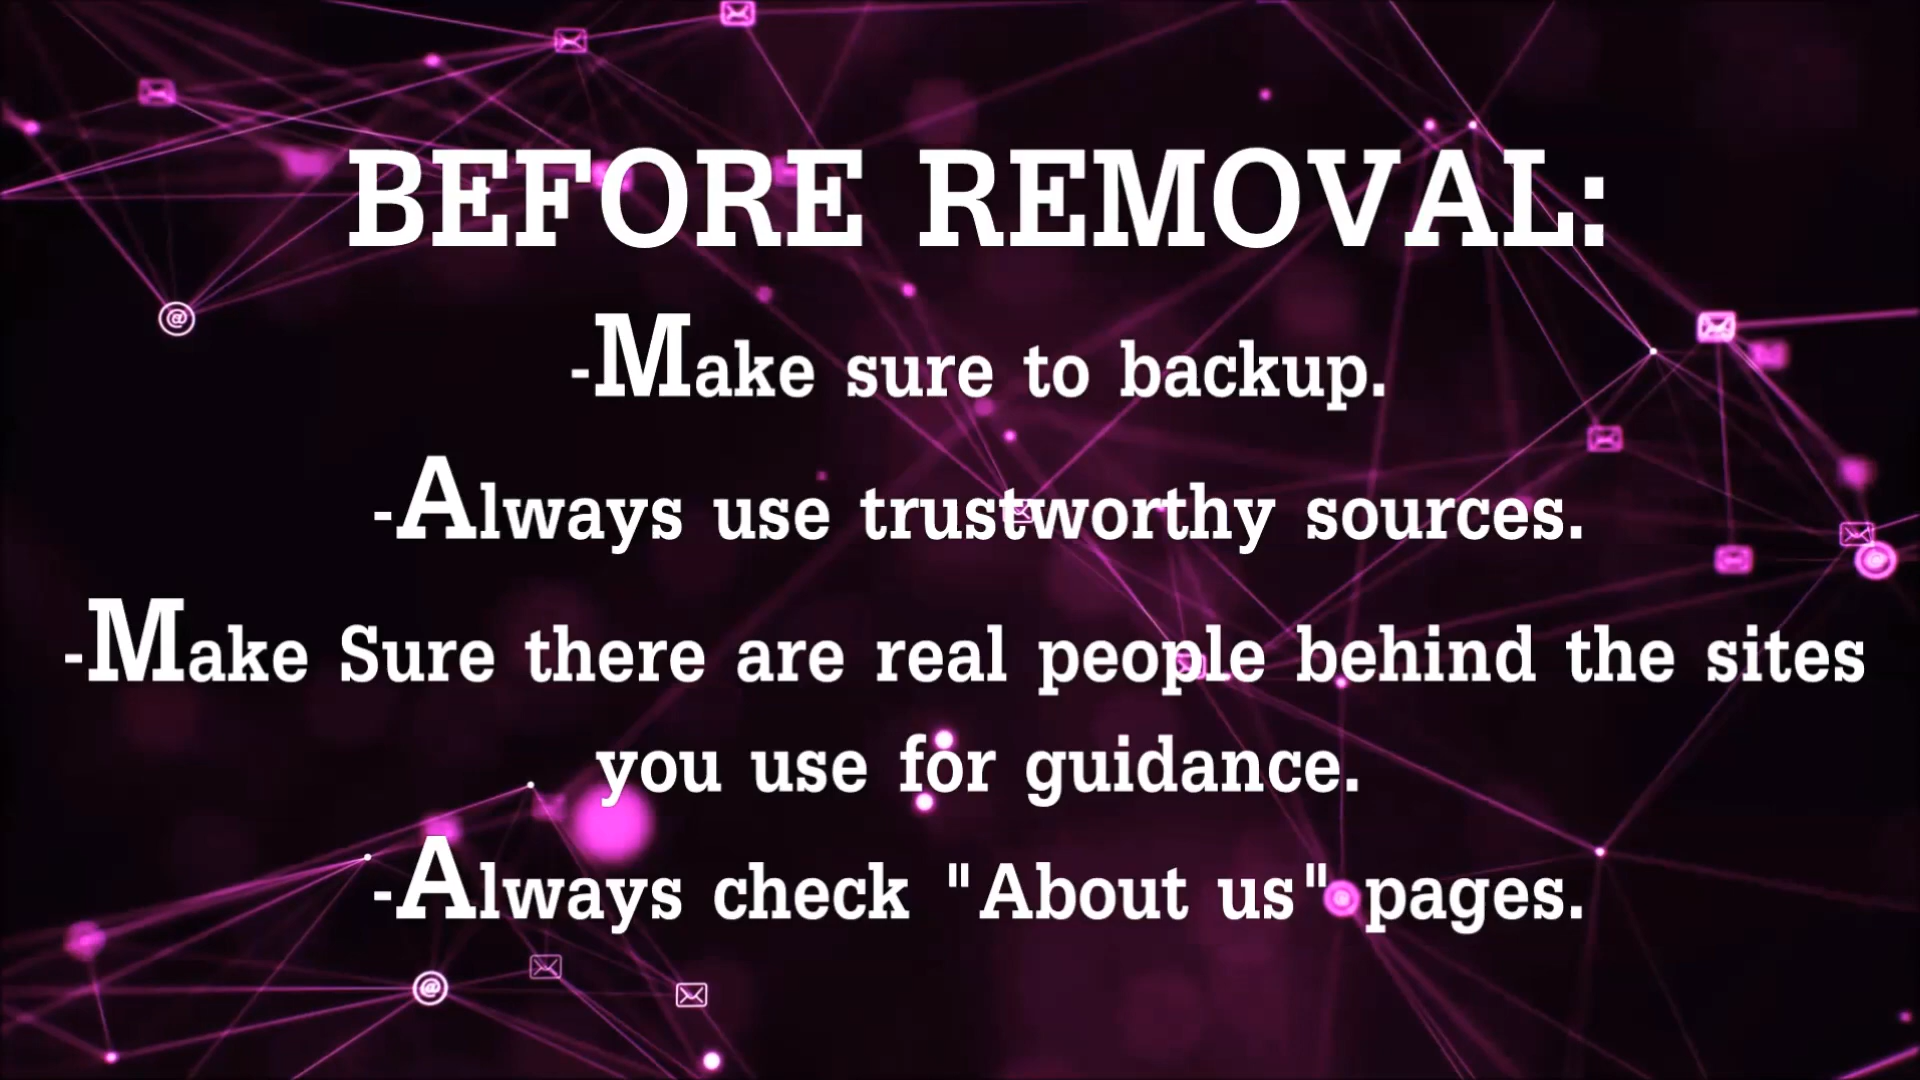 BEFORE REMOVAL:
-Make sure to backup.
-Always use trustworthy sources.
-Make Sure there are real people behind the sites
you use for guidance.
-Always check "About us" pages.